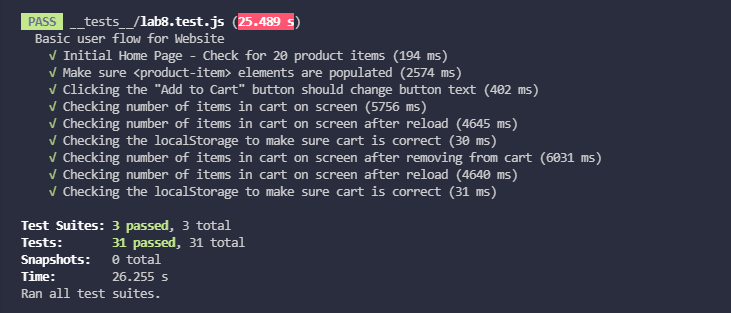 PASS __tests__/lab8.test.js (25.489 s)
Basic user flow for Website
√ Initial Home Page - Check for 20 product items (194 ms)
√ Make sure <product-item> elements are populated (2574 ms)
√ Clicking the "Add to Cart" button should change button text (402 ms)
√ Checking number of items in cart on screen (5756 ms)
√ Checking number of items in cart on screen after reload (4645 ms)
√ Checking the localStorage to make sure cart is correct (30 ms)
√ Checking number of items in cart on screen after removing from cart (6031 ms)
√ Checking number of items in cart on screen after reload (4640 ms)
√ Checking the localStorage to make sure cart is correct (31 ms)
Test Suites: 3 passed, 3 total
Tests: 31 passed, 31 total
Snapshots: 0 total
Time: 26.255 s
Ran all test suites.